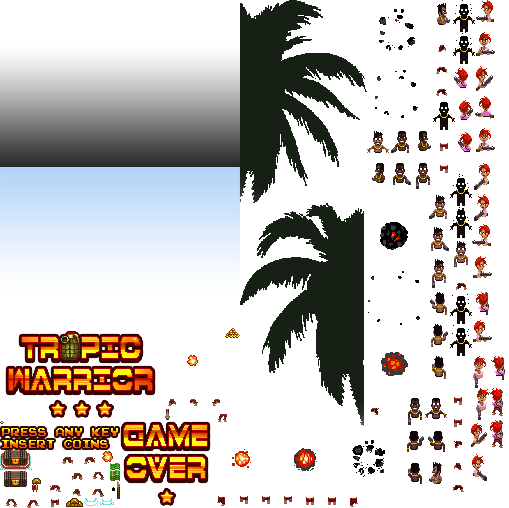 TROPIC
WARRIOR
PRESS ANY KEY
INSERT COINS
GAME
OVER